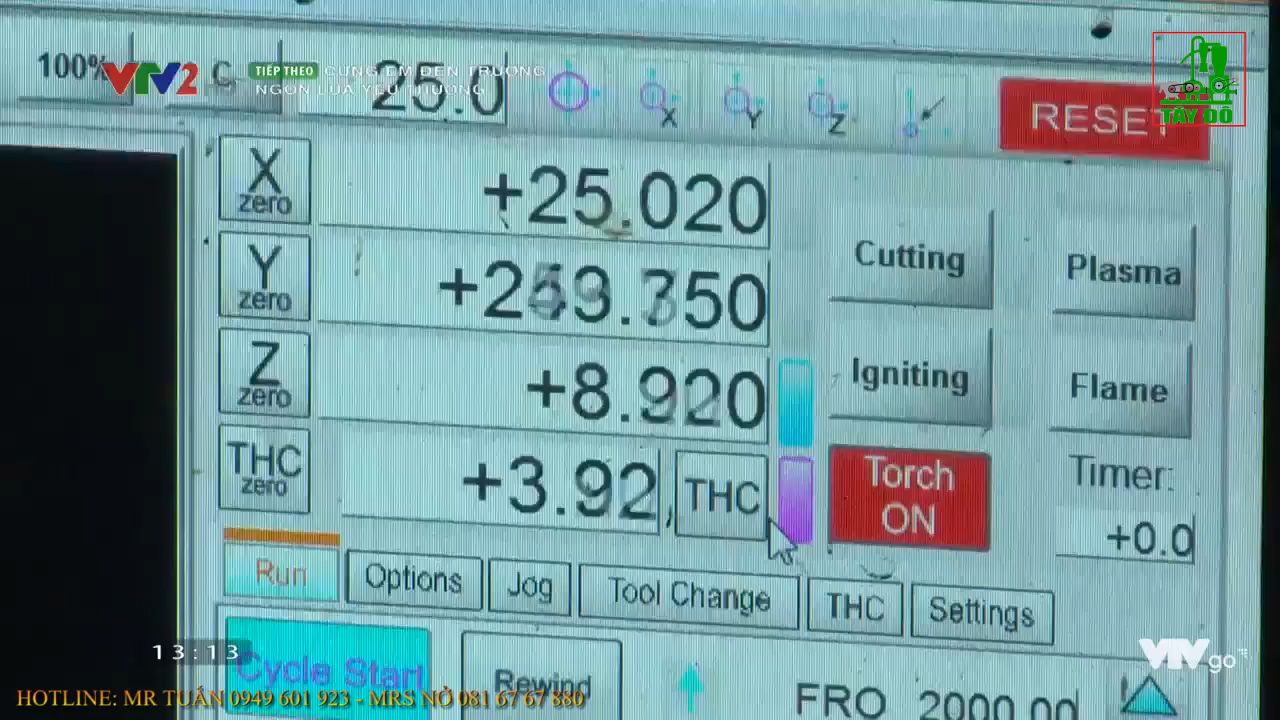 100%
VTV2
TIẾP THEO CÙNG EM ĐẾN TRƯỜNG
NGỌN LỬA YÊU THƯƠNG
25.0
X
Y
Z
RESET
TÂY ĐÔ
X
zero
+25.020
Y
zero
Z
zero
+8.920
THC
zero
+3.92
THC
Cutting
Plasma
Igniting
Flame
Torch
ON
Timer:
+0.0
Run
Options
Jog
Tool Change
THC
Settings
13:13
Cycle Start
Rewind
FRO 2000.00
VTVgo
HOTLINE: MR TUẤN 0949 601 923 - MRS NỞ 081 67 67 880